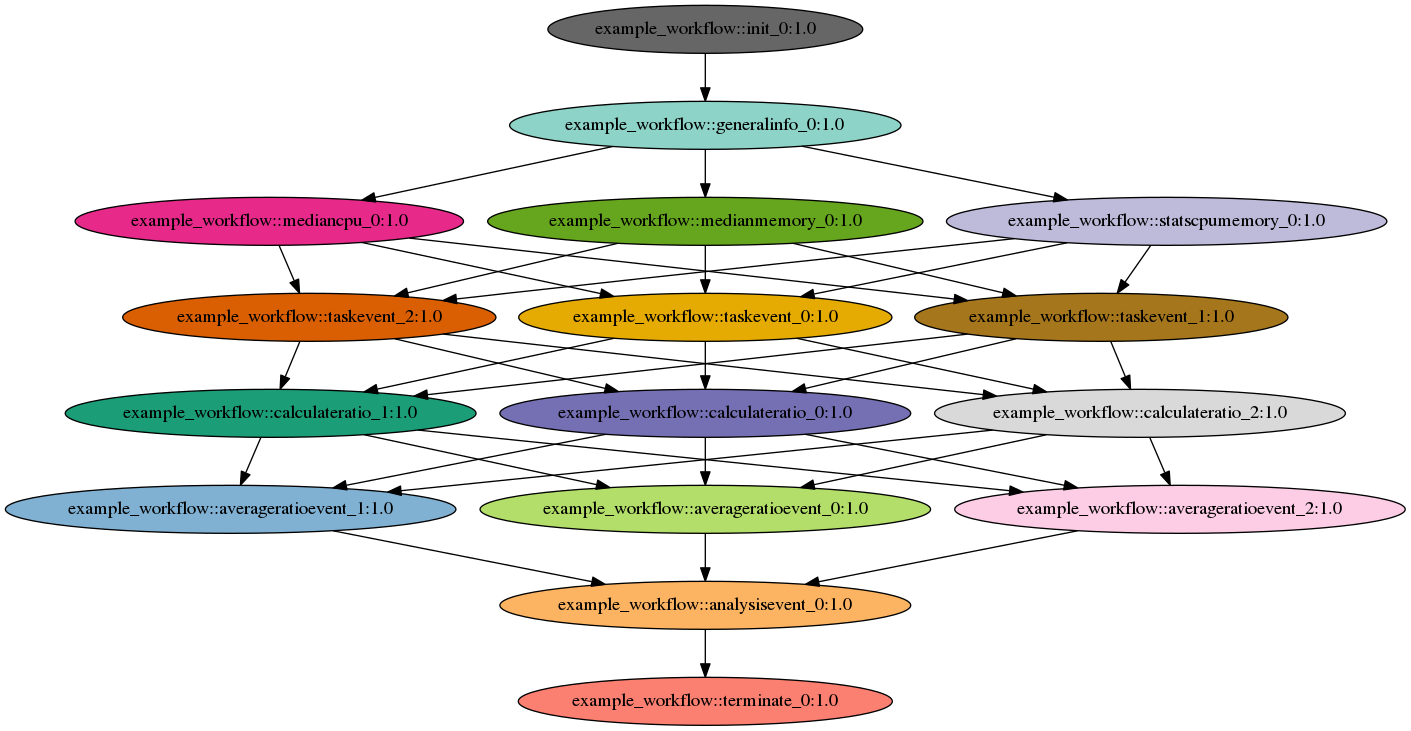 example_workflow::init_0:1.0
example_workflow::generalinfo_0:1.0
example_workflow::mediancpu_0:1.0
example_workflow::medianmemory_0:1.0
example_workflow::statscpumemory_0:1.0
example_workflow::taskevent_2:1.0
example_workflow::taskevent_0:1.0
example_workflow::taskevent_1:1.0
example_workflow::calculateratio_1:1.0
example_workflow::calculateratio_0:1.0
example_workflow::calculateratio_2:1.0
example_workflow::averageratioevent_1:1.0
example_workflow::averageratioevent_0:1.0
example_workflow::averageratioevent_2:1.0
example_workflow::analysisevent_0:1.0
example_workflow::terminate_0:1.0